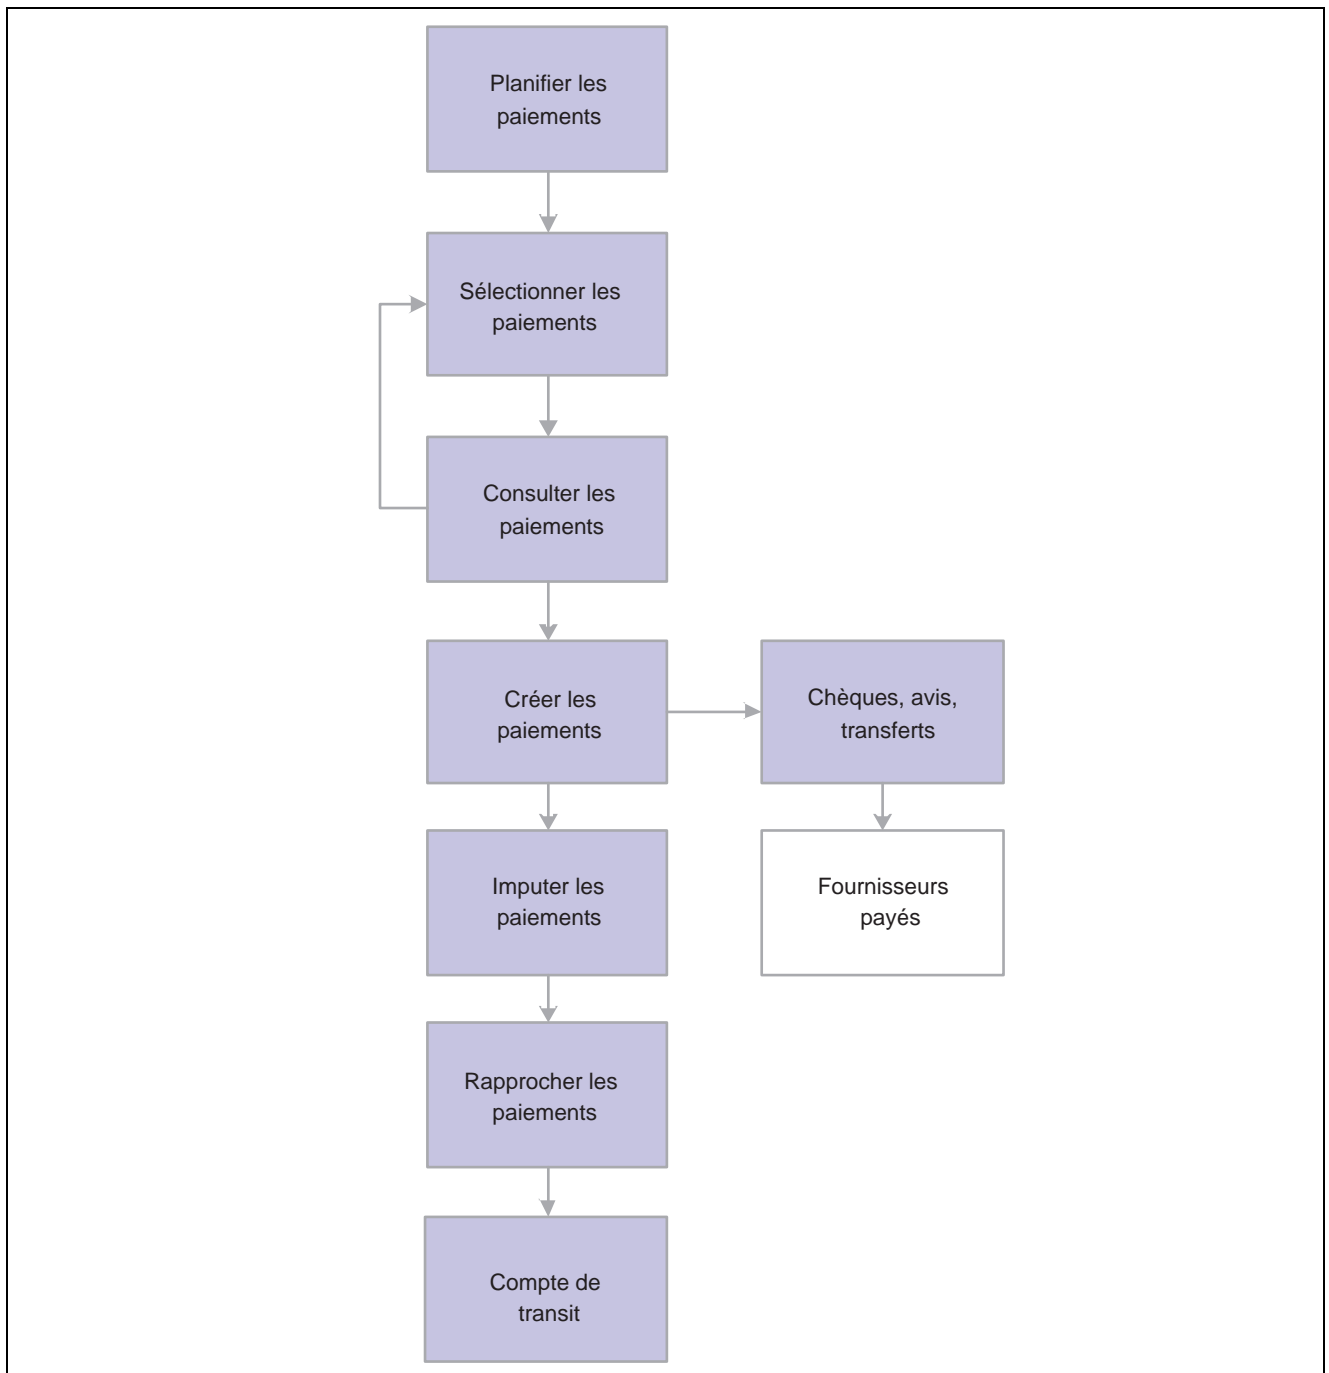 Planifier les
paiements
Sélectionner les
paiements
Consulter les
paiements
Créer les
paiements
Chèques, avis,
transferts
Imputer les
paiements
Fournisseurs
payés
Rapprocher les
paiements
Compte de
transit